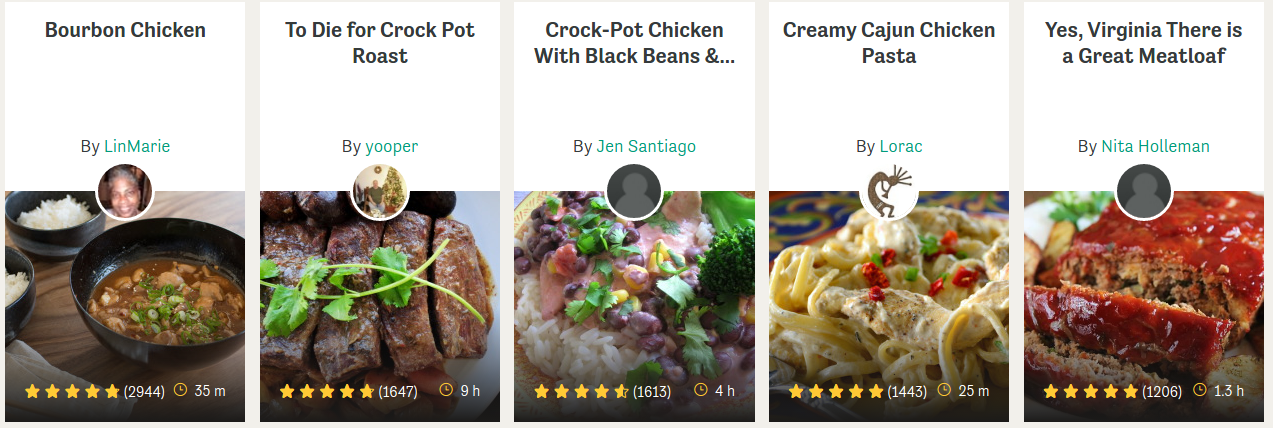 Bourbon Chicken
By LinMarie
(2944) 35 m
To Die for Crock Pot
Roast
By yooper
(1647) 9 h
Crock-Pot Chicken
With Black Beans &...
By Jen Santiago
(1613) 4 h
Creamy Cajun Chicken
Pasta
By Lorac
(1443) 25 m
Yes, Virginia There is
a Great Meatloaf
By Nita Holleman
(1206) 1.3 h